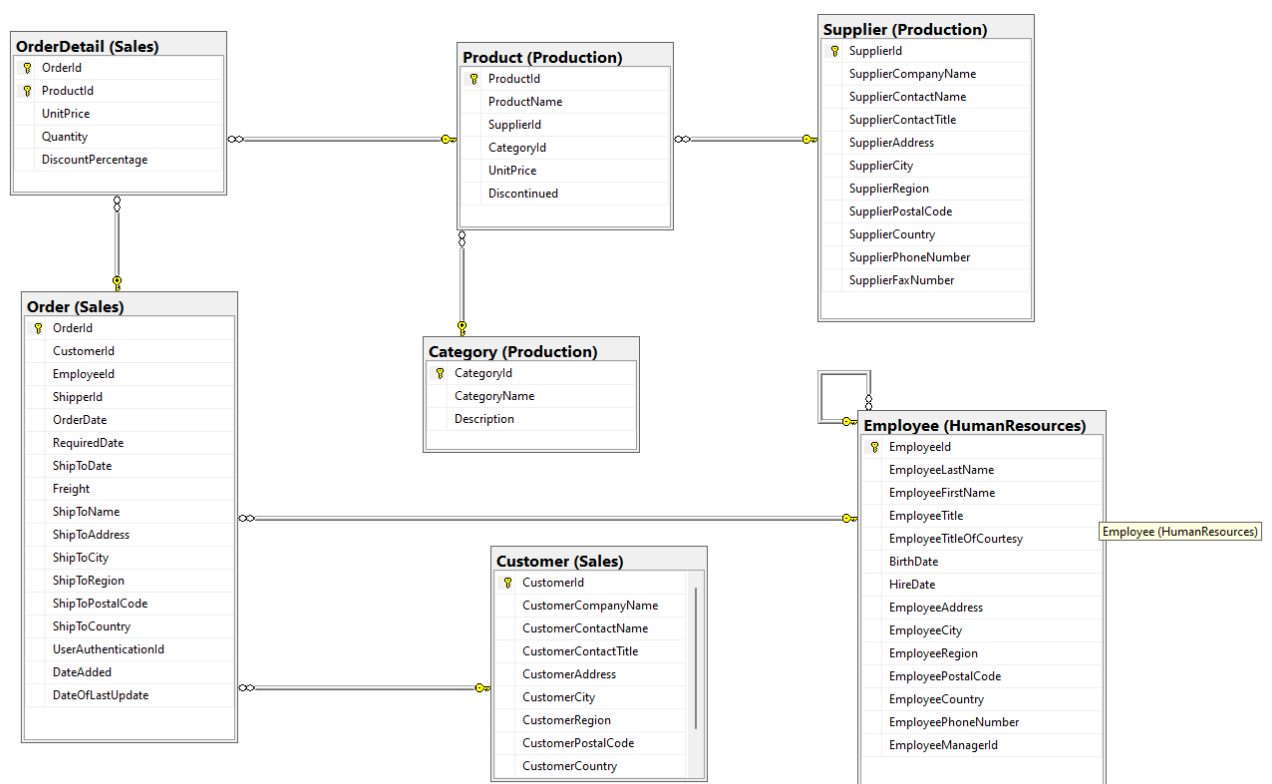 OrderDetail (Sales)
OrderId
ProductId
UnitPrice
Quantity
DiscountPercentage
Product (Production)
ProductId
ProductName
SupplierId
CategoryId
UnitPrice
Discontinued
Supplier (Production)
SupplierId
SupplierCompanyName
SupplierContactName
SupplierContactTitle
SupplierAddress
SupplierCity
SupplierRegion
SupplierPostalCode
SupplierCountry
SupplierPhoneNumber
SupplierFaxNumber
Order (Sales)
OrderId
CustomerId
EmployeeId
ShipperId
OrderDate
RequiredDate
ShipToDate
Freight
ShipToName
ShipToAddress
ShipToCity
ShipToRegion
ShipToPostalCode
ShipToCountry
UserAuthenticationId
DateAdded
DateOfLastUpdate
Category (Production)
CategoryId
CategoryName
Description
Customer (Sales)
CustomerId
CustomerCompanyName
CustomerContactName
CustomerContactTitle
CustomerAddress
CustomerCity
CustomerRegion
CustomerPostalCode
CustomerCountry
Employee (HumanResources)
EmployeeId
EmployeeLastName
EmployeeFirstName
EmployeeTitle
EmployeeTitleOfCourtesy
BirthDate
HireDate
EmployeeAddress
EmployeeCity
EmployeeRegion
EmployeePostalCode
EmployeeCountry
EmployeePhoneNumber
EmployeeManagerId
Employee (HumanResources)